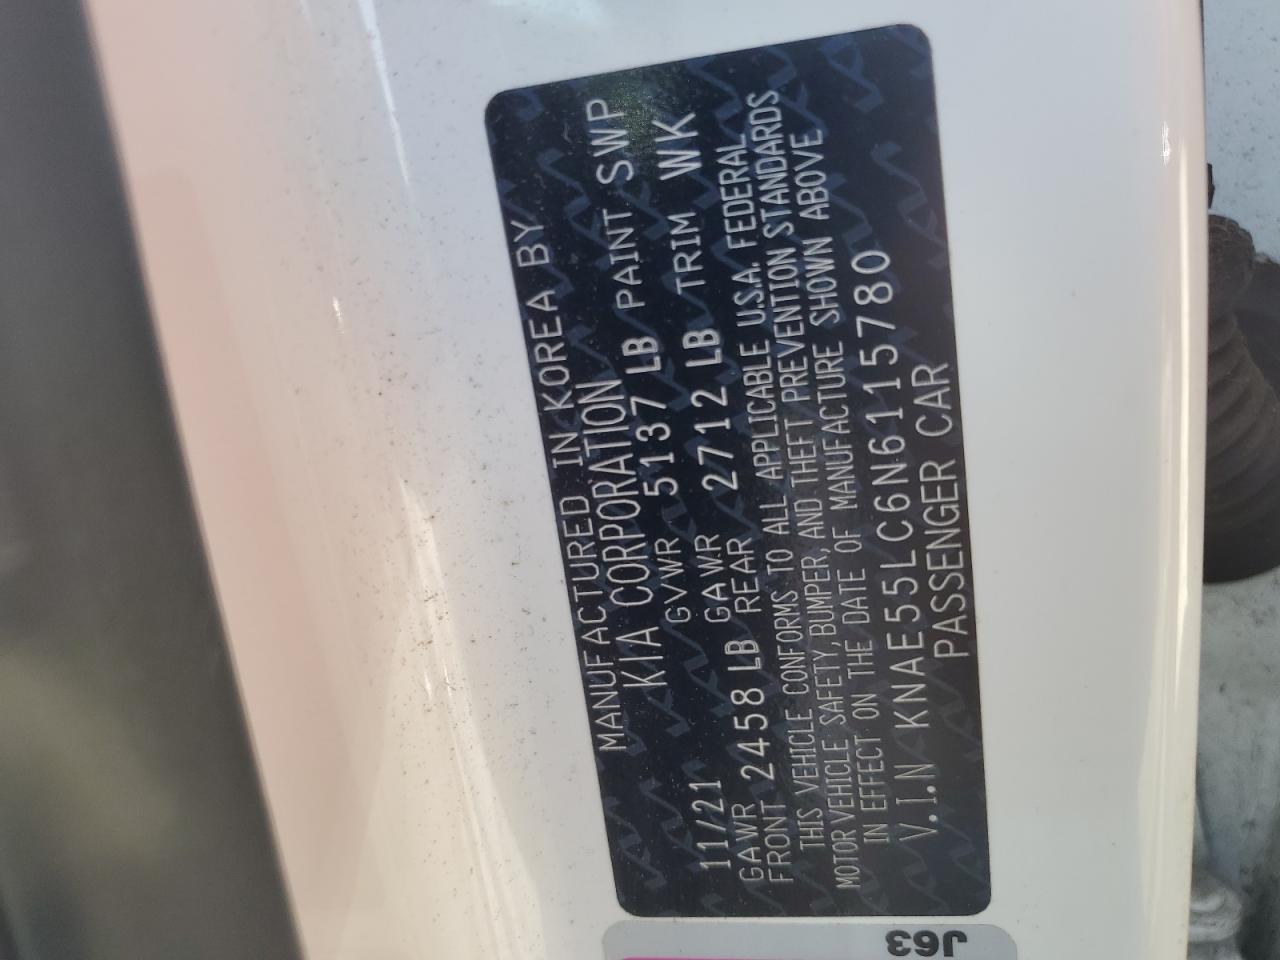 MANUFACTURED IN KOREA BY
KIA CORPORATION
11/21 GVWR 5137 LB PAINT SWP
GAWR FRONT 2458 LB GAWR REAR 2712 LB TRIM WK
THIS VEHICLE CONFORMS TO ALL APPLICABLE U.S.A. FEDERAL
MOTOR VEHICLE SAFETY, BUMPER, AND THEFT PREVENTION STANDARDS
IN EFFECT ON THE DATE OF MANUFACTURE SHOWN ABOVE
V.I.N KNAE55LC6N6115780
PASSENGER CAR
J63